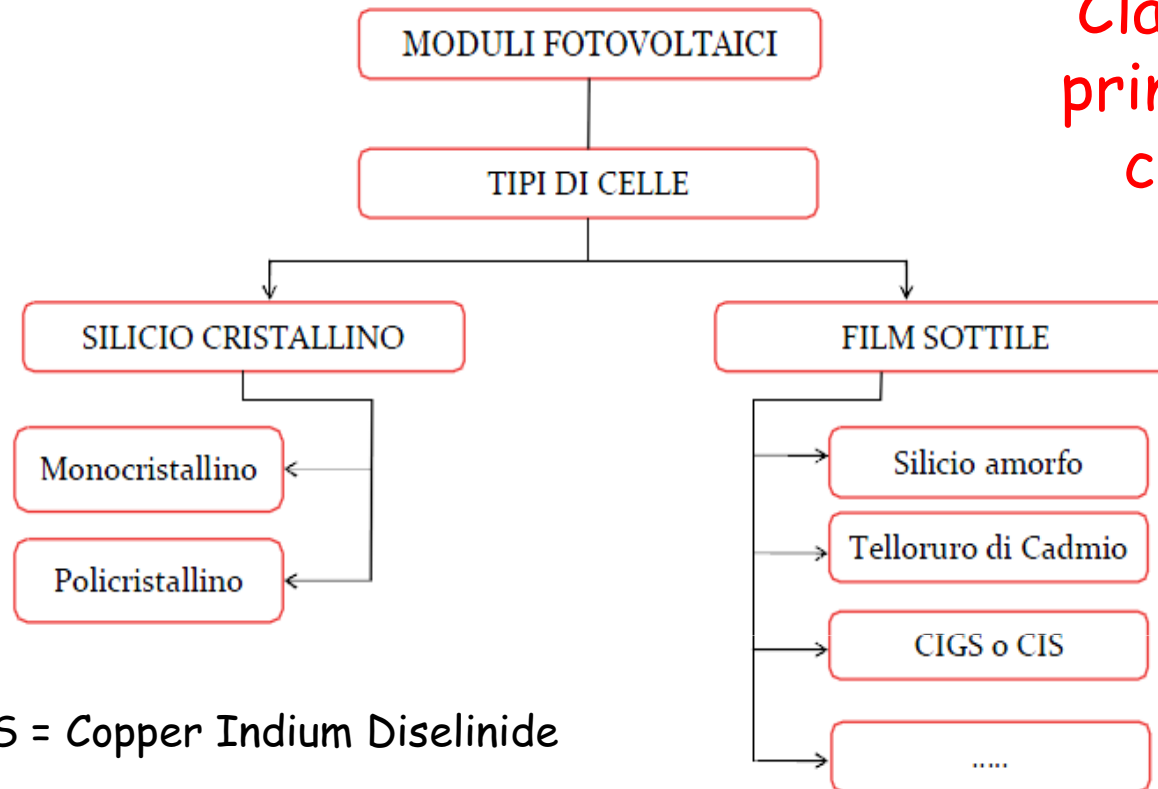 MODULI FOTOVOLTAICI
TIPI DI CELLE
SILICIO CRISTALLINO
FILM SOTTILE
Monocristallino
Policristallino
Silicio amorfo
Telloruro di Cadmio
CIGS o CIS
.....
S = Copper Indium Diselinide